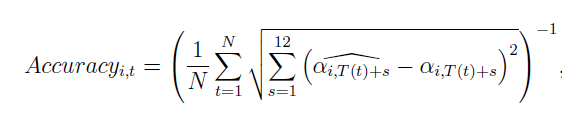 $$Accuracy_{i,t} = \left( \frac{1}{N} \sum_{t=1}^{N} \sqrt{\sum_{s=1}^{12} \left( \widehat{\alpha_{i,T(t)+s}} - \alpha_{i,T(t)+s} \right)^2} \right)^{-1},$$